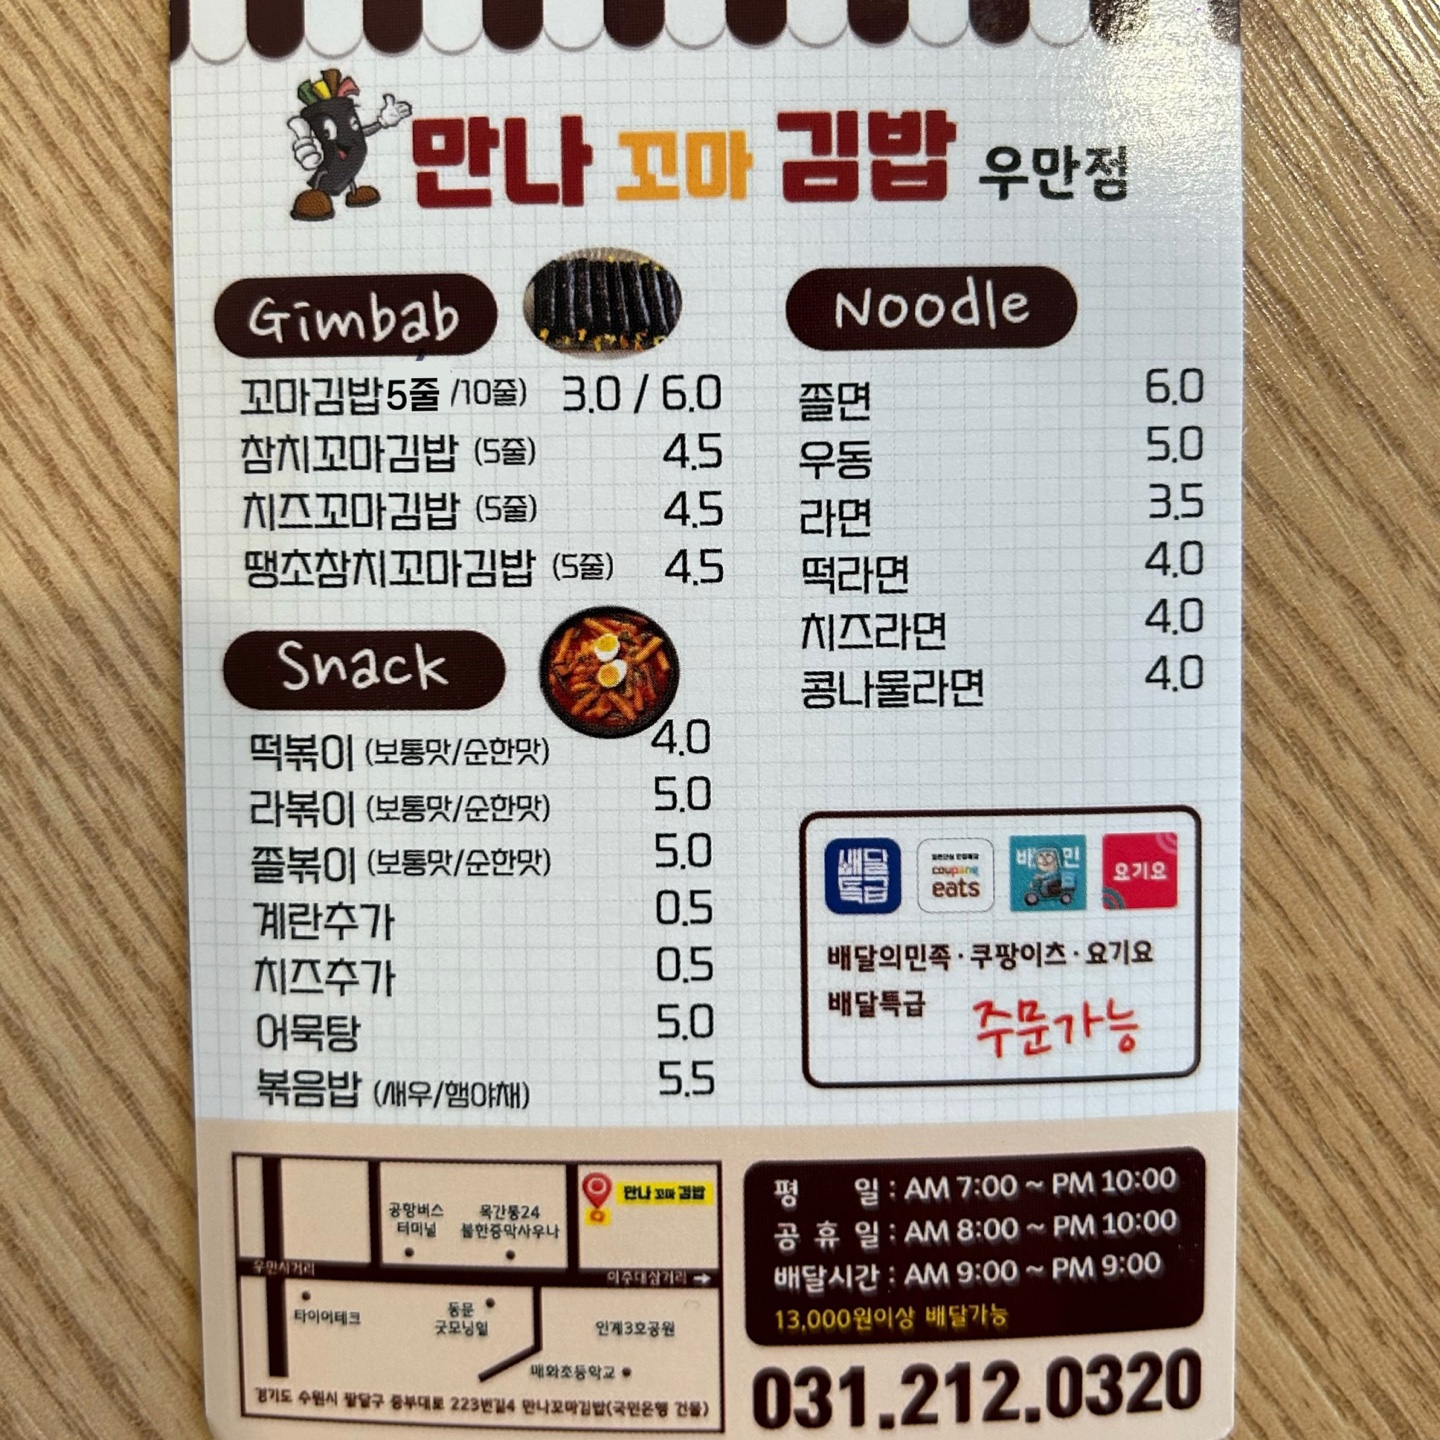 만나 꼬마 김밥 우만점
Gimbab
꼬마김밥5줄 /10줄) 3.0 / 6.0
참치꼬마김밥 (5줄) 4.5
치즈꼬마김밥 (5줄) 4.5
땡초참치꼬마김밥 (5줄) 4.5
Snack
떡볶이 (보통맛/순한맛) 4.0
라볶이 (보통맛/순한맛) 5.0
쫄볶이 (보통맛/순한맛) 5.0
계란추가 0.5
치즈추가 0.5
어묵탕 5.0
볶음밥 (새우/햄야채) 5.5
Noodle
쫄면 6.0
우동 5.0
라면 3.5
떡라면 4.0
치즈라면 4.0
콩나물라면 4.0
배달특급
coupang eats
배민
요기요
배달의민족 · 쿠팡이츠 · 요기요
배달특급 주문가능
만나 꼬마 김밥
공항버스 터미널
목간통24
불한증막사우나
우만사거리
아주대삼거리 →
타이어테크
동문
굿모닝힐
인계3호공원
매화초등학교
경기도 수원시 팔달구 중부대로 223번길4 만나꼬마김밥(국민은행 건물)
평 일 : AM 7:00 ~ PM 10:00
공 휴 일 : AM 8:00 ~ PM 10:00
배달시간 : AM 9:00 ~ PM 9:00
13,000원이상 배달가능
031.212.0320